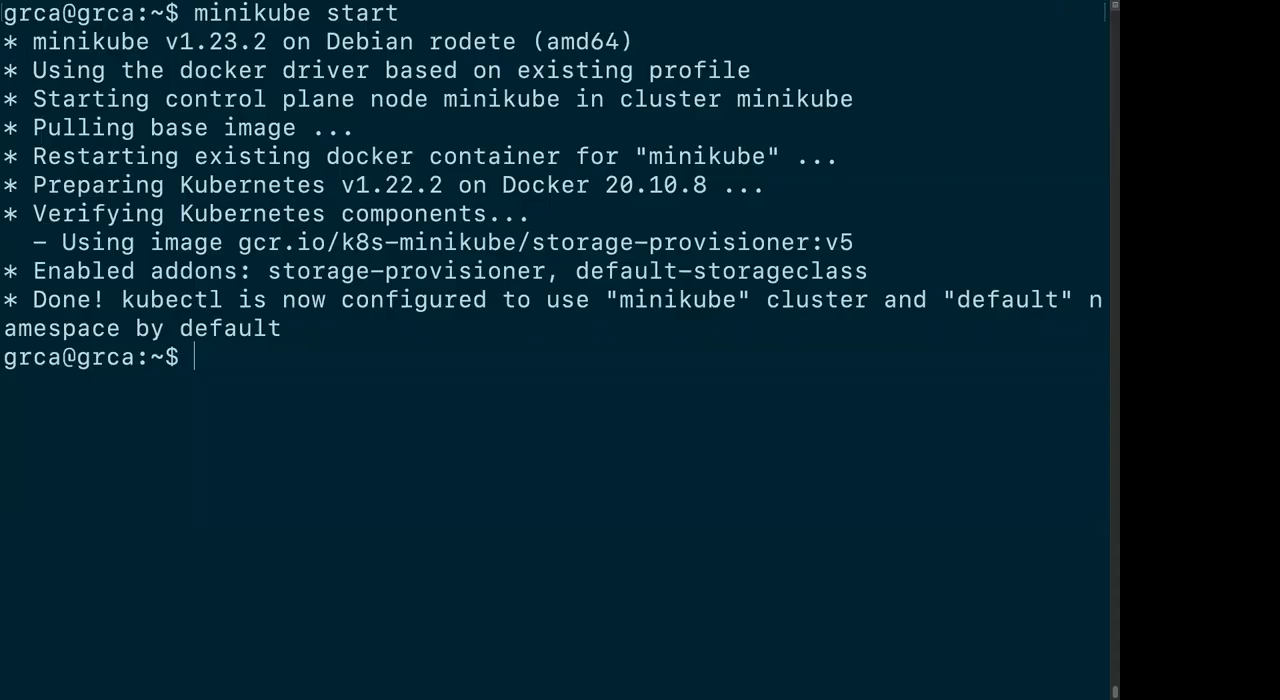 grca@grca:~$ minikube start
* minikube v1.23.2 on Debian rodete (amd64)
* Using the docker driver based on existing profile
* Starting control plane node minikube in cluster minikube
* Pulling base image ...
* Restarting existing docker container for "minikube" ...
* Preparing Kubernetes v1.22.2 on Docker 20.10.8 ...
* Verifying Kubernetes components...
  - Using image gcr.io/k8s-minikube/storage-provisioner:v5
* Enabled addons: storage-provisioner, default-storageclass
* Done! kubectl is now configured to use "minikube" cluster and "default" n
amespace by default
grca@grca:~$